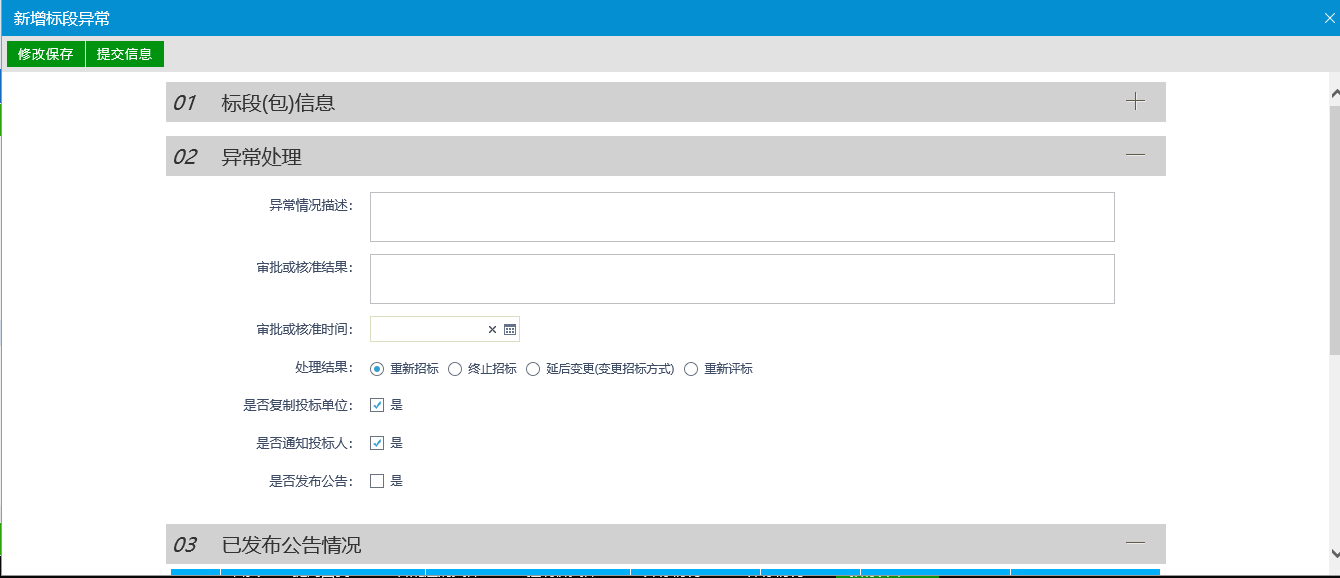 新增标段异常
修改保存 提交信息
01 标段(包)信息
02 异常处理
异常情况描述：
审批或核准结果：
审批或核准时间：
处理结果： 重新招标 终止招标 延后变更(变更招标方式) 重新评标
是否复制投标单位： 是
是否通知投标人： 是
是否发布公告： 是
03 已发布公告情况